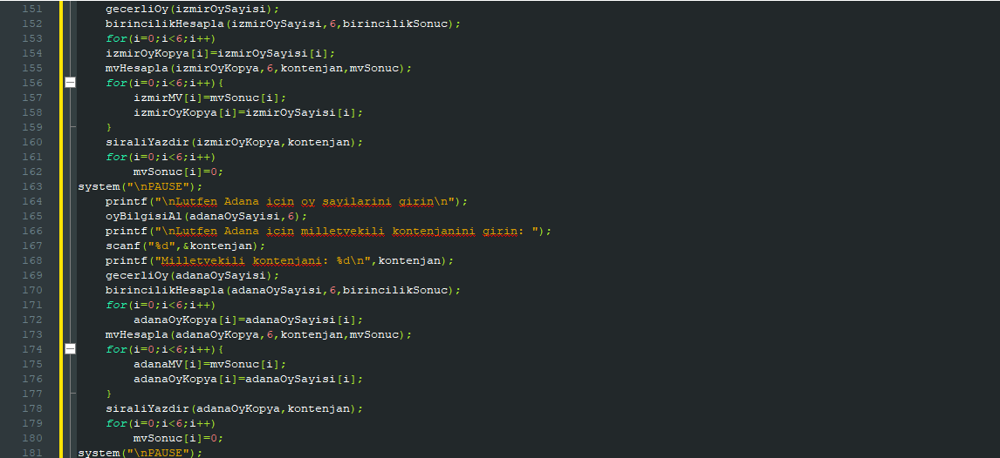 151 gecerliOy(izmirOySayisi);
152 birincilikHesapla(izmirOySayisi,6,birincilikSonuc);
153 for(i=0;i<6;i++)
154 izmirOyKopya[i]=izmirOySayisi[i];
155 mvHesapla(izmirOyKopya,6,kontenjan,mvSonuc);
156 for(i=0;i<6;i++){
157 izmirMV[i]=mvSonuc[i];
158 izmirOyKopya[i]=izmirOySayisi[i];
159 }
160 siraliYazdir(izmirOyKopya,kontenjan);
161 for(i=0;i<6;i++)
162 mvSonuc[i]=0;
163 system("\nPAUSE");
164 printf("\nLutfen Adana icin oy sayilarini girin\n");
165 oyBilgisiAl(adanaOySayisi,6);
166 printf("\nLutfen Adana icin milletvekili kontenjanini girin: ");
167 scanf("%d",&kontenjan);
168 printf("Milletvekili kontenjani: %d\n",kontenjan);
169 gecerliOy(adanaOySayisi);
170 birincilikHesapla(adanaOySayisi,6,birincilikSonuc);
171 for(i=0;i<6;i++)
172 adanaOyKopya[i]=adanaOySayisi[i];
173 mvHesapla(adanaOyKopya,6,kontenjan,mvSonuc);
174 for(i=0;i<6;i++){
175 adanaMV[i]=mvSonuc[i];
176 adanaOyKopya[i]=adanaOySayisi[i];
177 }
178 siraliYazdir(adanaOyKopya,kontenjan);
179 for(i=0;i<6;i++)
180 mvSonuc[i]=0;
181 system("\nPAUSE");